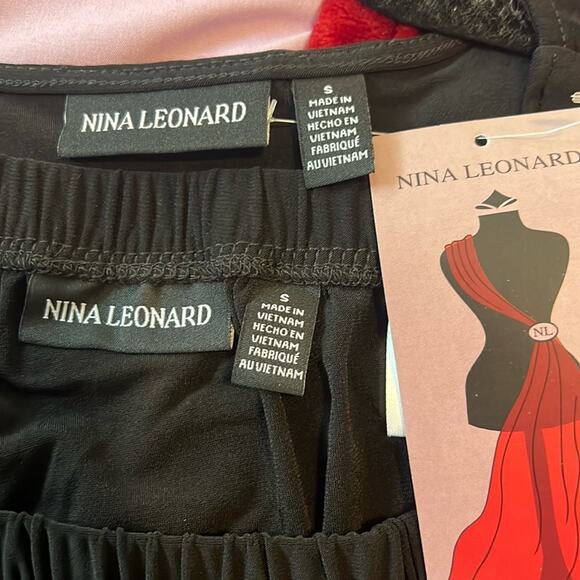 NINA LEONARD
S
MADE IN
VIETNAM
HECHO EN
VIETNAM
FABRIQUÉ
AU VIETNAM
NINA LEONARD
NL
NINA LEONARD
S
MADE IN
VIETNAM
HECHO EN
VIETNAM
FABRIQUÉ
AU VIETNAM